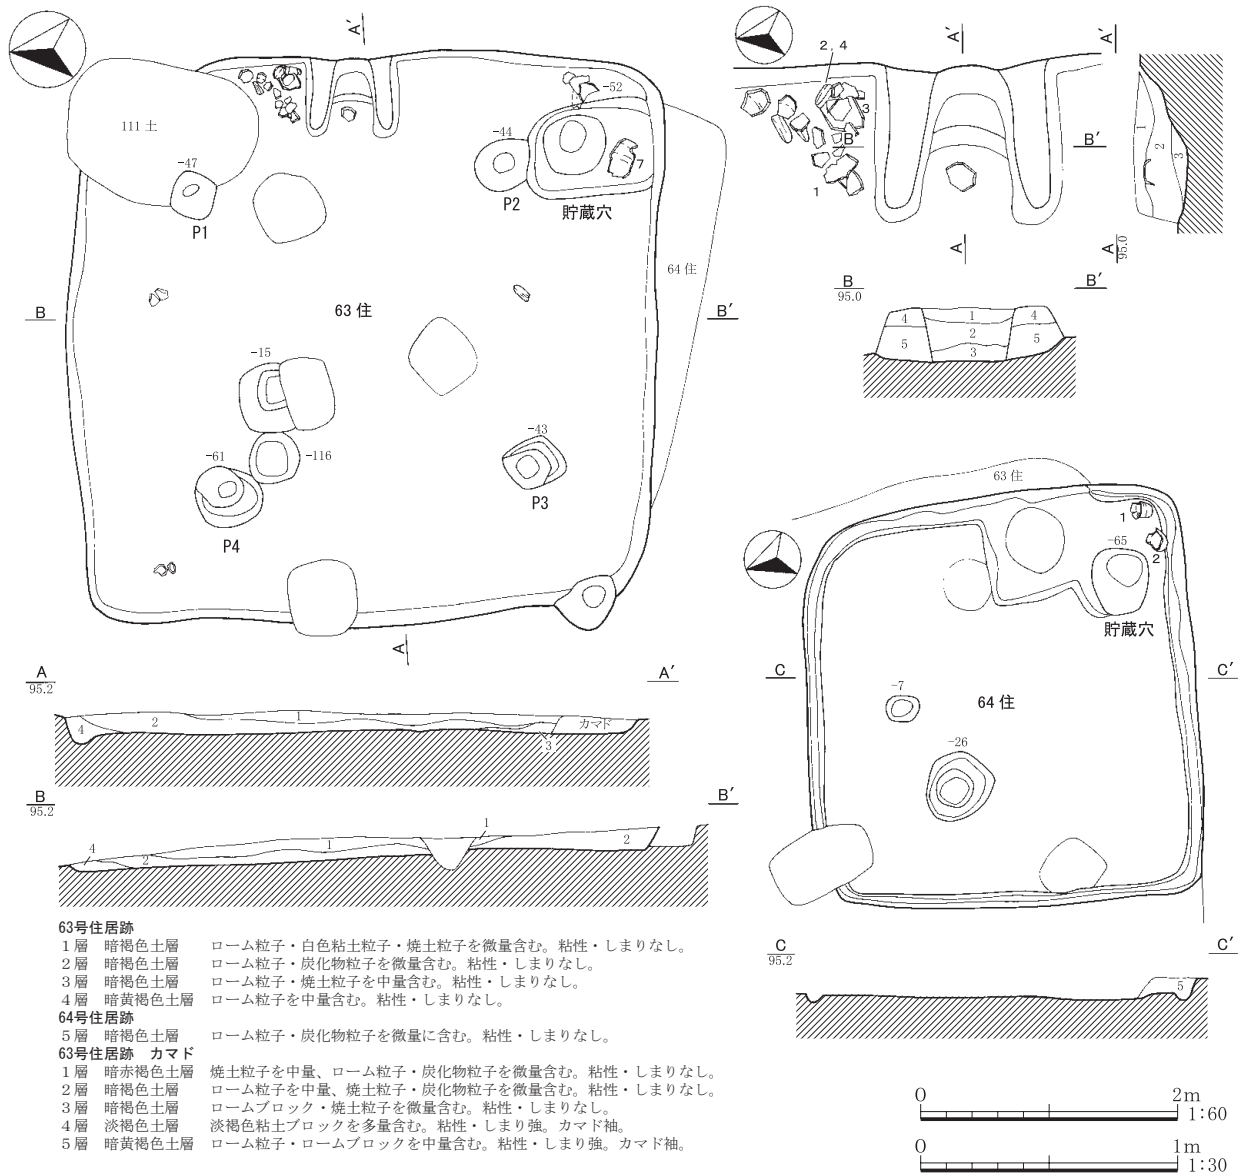 A′
111 土
-47
P1
-44
P2
-52
7
貯蔵穴
64 住
B
63 住
B′
-15
-61
-116
P4
-43
P3
A
A
95.2
A′
4
2
1
3
カマド
B
95.2
B′
4
2
1
1
2
63号住居跡
1層 暗褐色土層 ローム粒子・白色粘土粒子・焼土粒子を微量含む。粘性・しまりなし。
2層 暗褐色土層 ローム粒子・炭化物粒子を微量含む。粘性・しまりなし。
3層 暗褐色土層 ローム粒子・焼土粒子を中量含む。粘性・しまりなし。
4層 暗黄褐色土層 ローム粒子を中量含む。粘性・しまりなし。
64号住居跡
5層 暗褐色土層 ローム粒子・炭化物粒子を微量に含む。粘性・しまりなし。
63号住居跡 カマド
1層 暗赤褐色土層 焼土粒子を中量、ローム粒子・炭化物粒子を微量含む。粘性・しまりなし。
2層 暗褐色土層 ローム粒子を中量、焼土粒子・炭化物粒子を微量含む。粘性・しまりなし。
3層 暗褐色土層 ロームブロック・焼土粒子を微量含む。粘性・しまりなし。
4層 淡褐色土層 淡褐色粘土ブロックを多量含む。粘性・しまり強。カマド袖。
5層 暗黄褐色土層 ローム粒子・ロームブロックを中量含む。粘性・しまり強。カマド袖。
A′
A′
2, 4
3
B
B′
1
A
A
95.0
1
2
3
B
95.0
B′
4
1
4
5
2
5
3
63 住
1
2
-65
貯蔵穴
C
C′
-7
64 住
-26
C
95.2
C′
5
0 2m
1:60
0 1m
1:30